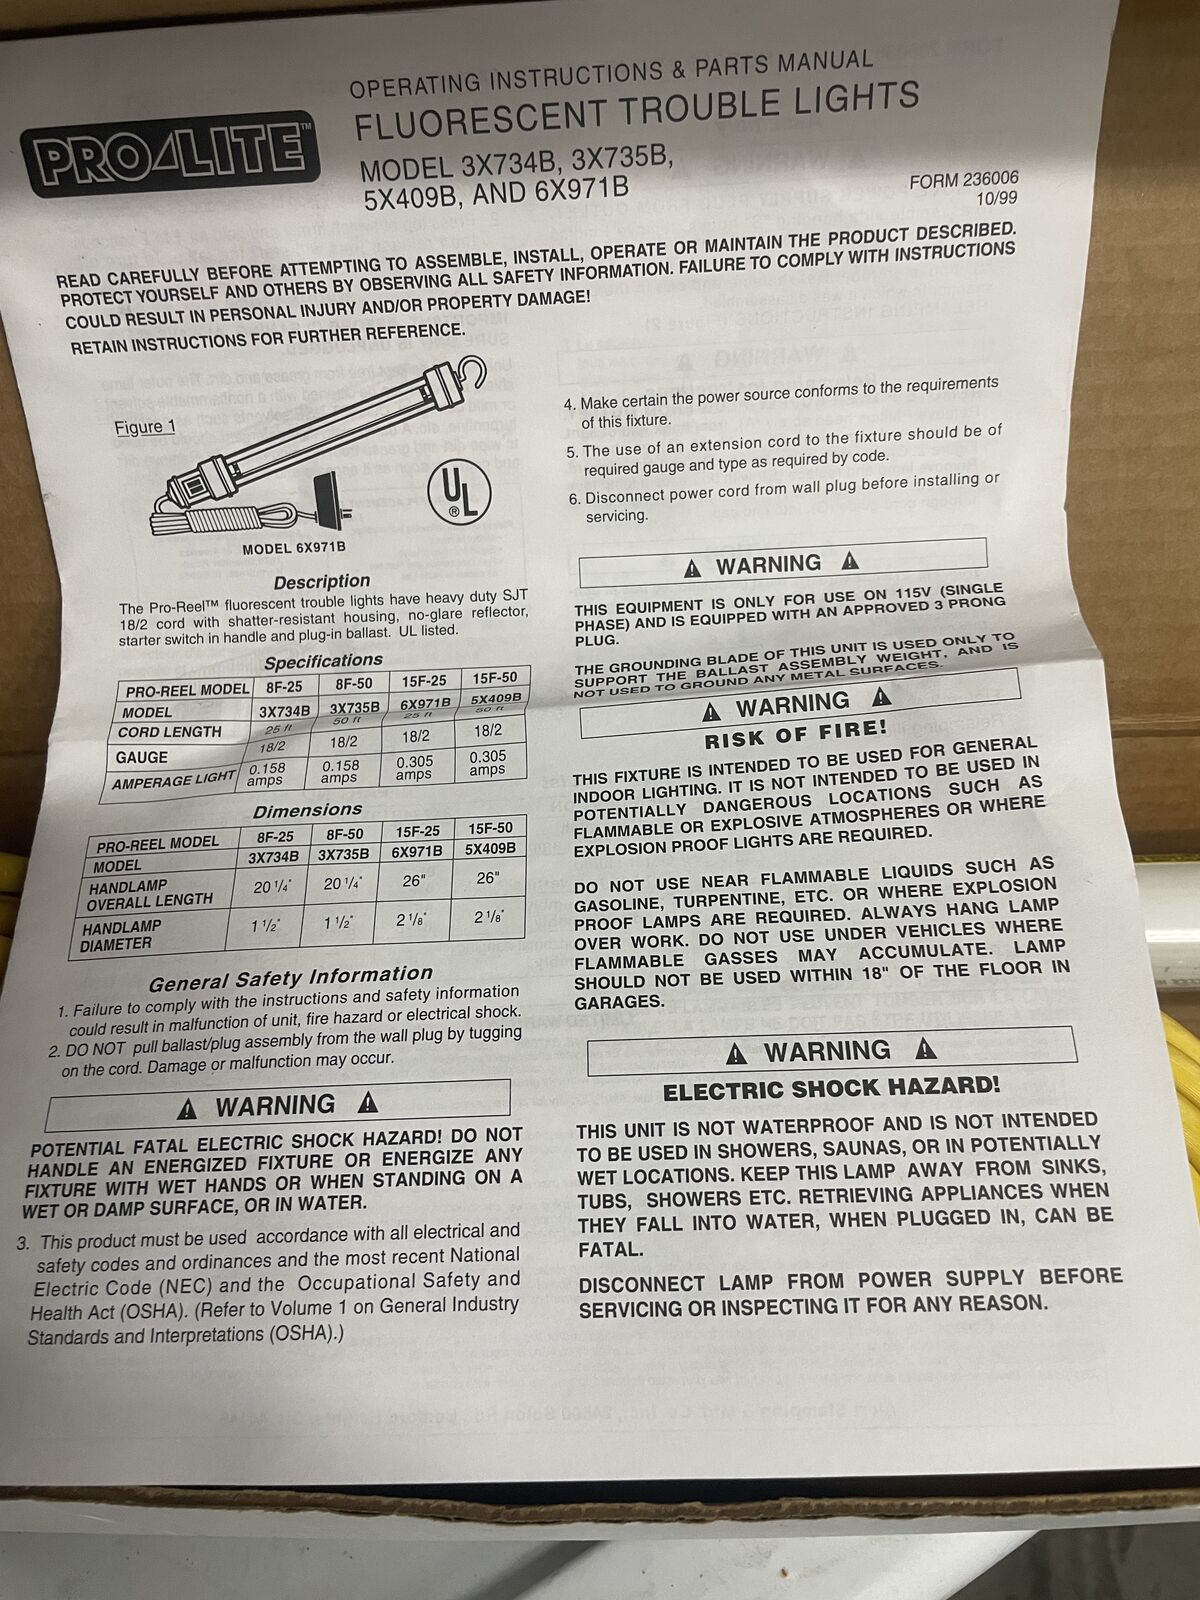 PRO-LITE™
OPERATING INSTRUCTIONS & PARTS MANUAL
FLUORESCENT TROUBLE LIGHTS
MODEL 3X734B, 3X735B,
5X409B, AND 6X971B
FORM 236006
10/99
READ CAREFULLY BEFORE ATTEMPTING TO ASSEMBLE, INSTALL, OPERATE OR MAINTAIN THE PRODUCT DESCRIBED.
PROTECT YOURSELF AND OTHERS BY OBSERVING ALL SAFETY INFORMATION. FAILURE TO COMPLY WITH INSTRUCTIONS
COULD RESULT IN PERSONAL INJURY AND/OR PROPERTY DAMAGE!
RETAIN INSTRUCTIONS FOR FURTHER REFERENCE.
Figure 1
UL®
MODEL 6X971B
Description
The Pro-Reel™ fluorescent trouble lights have heavy duty SJT
18/2 cord with shatter-resistant housing, no-glare reflector,
starter switch in handle and plug-in ballast. UL listed.
Specifications
PRO-REEL MODEL 8F-25 8F-50 15F-25 15F-50
MODEL 3X734B 3X735B 6X971B 5X409B
CORD LENGTH 25 ft 50 ft 25 ft 50 ft
GAUGE 18/2 18/2 18/2 18/2
AMPERAGE LIGHT 0.158 amps 0.158 amps 0.305 amps 0.305 amps
Dimensions
PRO-REEL MODEL 8F-25 8F-50 15F-25 15F-50
MODEL 3X734B 3X735B 6X971B 5X409B
HANDLAMP OVERALL LENGTH 20 1/4" 20 1/4" 26" 26"
HANDLAMP DIAMETER 1 1/2" 1 1/2" 2 1/8" 2 1/8"
General Safety Information
1. Failure to comply with the instructions and safety information
could result in malfunction of unit, fire hazard or electrical shock.
2. DO NOT pull ballast/plug assembly from the wall plug by tugging
on the cord. Damage or malfunction may occur.
WARNING
POTENTIAL FATAL ELECTRIC SHOCK HAZARD! DO NOT
HANDLE AN ENERGIZED FIXTURE OR ENERGIZE ANY
FIXTURE WITH WET HANDS OR WHEN STANDING ON A
WET OR DAMP SURFACE, OR IN WATER.
3. This product must be used accordance with all electrical and
safety codes and ordinances and the most recent National
Electric Code (NEC) and the Occupational Safety and
Health Act (OSHA). (Refer to Volume 1 on General Industry
Standards and Interpretations (OSHA).)
4. Make certain the power source conforms to the requirements
of this fixture.
5. The use of an extension cord to the fixture should be of
required gauge and type as required by code.
6. Disconnect power cord from wall plug before installing or
servicing.
WARNING
THIS EQUIPMENT IS ONLY FOR USE ON 115V (SINGLE
PHASE) AND IS EQUIPPED WITH AN APPROVED 3 PRONG
PLUG.
THE GROUNDING BLADE OF THIS UNIT IS USED ONLY TO
SUPPORT THE BALLAST ASSEMBLY WEIGHT, AND IS
NOT USED TO GROUND ANY METAL SURFACES.
WARNING
RISK OF FIRE!
THIS FIXTURE IS INTENDED TO BE USED FOR GENERAL
INDOOR LIGHTING. IT IS NOT INTENDED TO BE USED IN
POTENTIALLY DANGEROUS LOCATIONS SUCH AS
FLAMMABLE OR EXPLOSIVE ATMOSPHERES OR WHERE
EXPLOSION PROOF LIGHTS ARE REQUIRED.
DO NOT USE NEAR FLAMMABLE LIQUIDS SUCH AS
GASOLINE, TURPENTINE, ETC. OR WHERE EXPLOSION
PROOF LAMPS ARE REQUIRED. ALWAYS HANG LAMP
OVER WORK. DO NOT USE UNDER VEHICLES WHERE
FLAMMABLE GASSES MAY ACCUMULATE. LAMP
SHOULD NOT BE USED WITHIN 18" OF THE FLOOR IN
GARAGES.
WARNING
ELECTRIC SHOCK HAZARD!
THIS UNIT IS NOT WATERPROOF AND IS NOT INTENDED
TO BE USED IN SHOWERS, SAUNAS, OR IN POTENTIALLY
WET LOCATIONS. KEEP THIS LAMP AWAY FROM SINKS,
TUBS, SHOWERS ETC. RETRIEVING APPLIANCES WHEN
THEY FALL INTO WATER, WHEN PLUGGED IN, CAN BE
FATAL.
DISCONNECT LAMP FROM POWER SUPPLY BEFORE
SERVICING OR INSPECTING IT FOR ANY REASON.